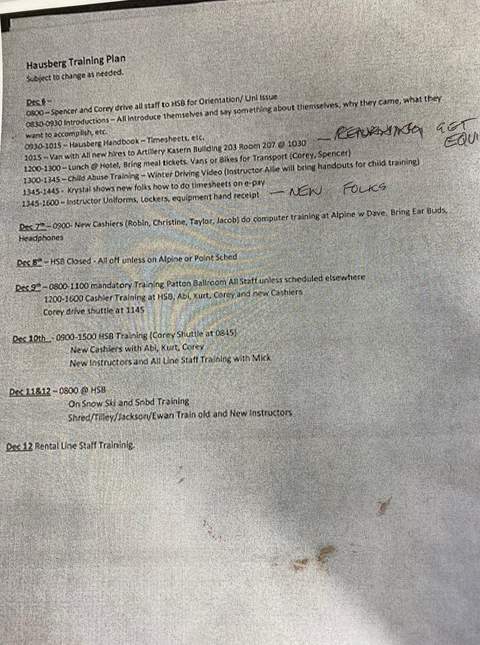 Hausberg Training Plan
Subject to change as needed.
Dec 6 –
0800 – Spencer and Corey drive all staff to HSB for Orientation/ Uni Issue
0830-0930 Introductions – All introduce themselves and say something about themselves, why they came, what they
want to accomplish, etc.
0930-1015 – Hausberg Handbook – Timesheets, etc.
1015 – Van with All new hires to Artillery Kasern Building 203 Room 207 @ 1030 — RETURNING GET
EQUI
1200-1300 – Lunch @ Hotel, Bring meal tickets. Vans or Bikes for Transport (Corey, Spencer)
1300-1345 – Child Abuse Training – Winter Driving Video (Instructor Allie will bring handouts for child training)
1345-1445 - Krystal shows new folks how to do timesheets on e-pay
1345-1600 – Instructor Uniforms, Lockers, equipment hand receipt — NEW FOLKS
Dec 7th – 0900- New Cashiers (Robin, Christine, Taylor, Jacob) do computer training at Alpine w Dave. Bring Ear Buds,
Headphones
Dec 8th – HSB Closed - All off unless on Alpine or Point Sched
Dec 9th – 0800-1100 mandatory Training Patton Ballroom All Staff unless scheduled elsewhere
1200-1600 Cashier Training at HSB, Abi, Kurt, Corey and new Cashiers
Corey drive shuttle at 1145
Dec 10th - 0900-1500 HSB Training (Corey Shuttle at 0845)
New Cashiers with Abi, Kurt, Corey
New Instructors and All Line Staff Training with Mick
Dec 11&12 – 0800 @ HSB
On Snow Ski and Snbd Training
Shred/Tilley/Jackson/Ewan Train old and New Instructors
Dec 12 Rental Line Staff Traininig.